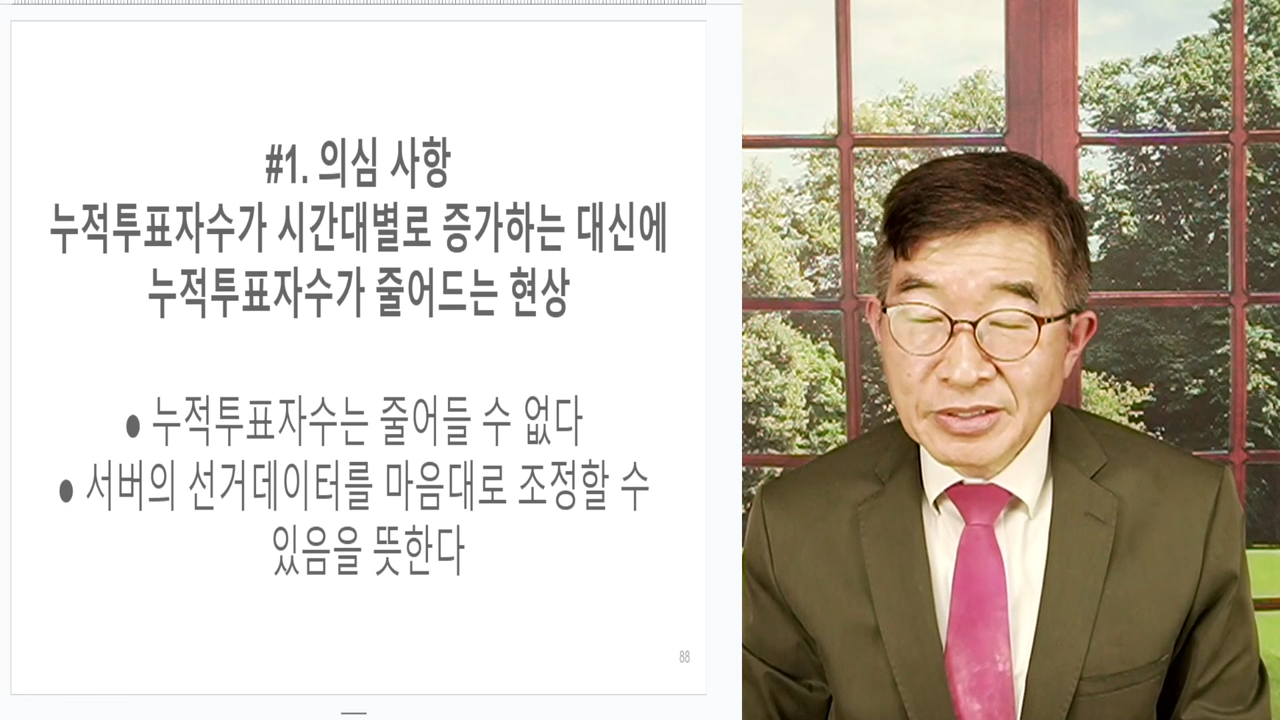 #1. 의심 사항
누적투표자수가 시간대별로 증가하는 대신에
누적투표자수가 줄어드는 현상
● 누적투표자수는 줄어들 수 없다
● 서버의 선거데이터를 마음대로 조정할 수
있음을 뜻한다
88